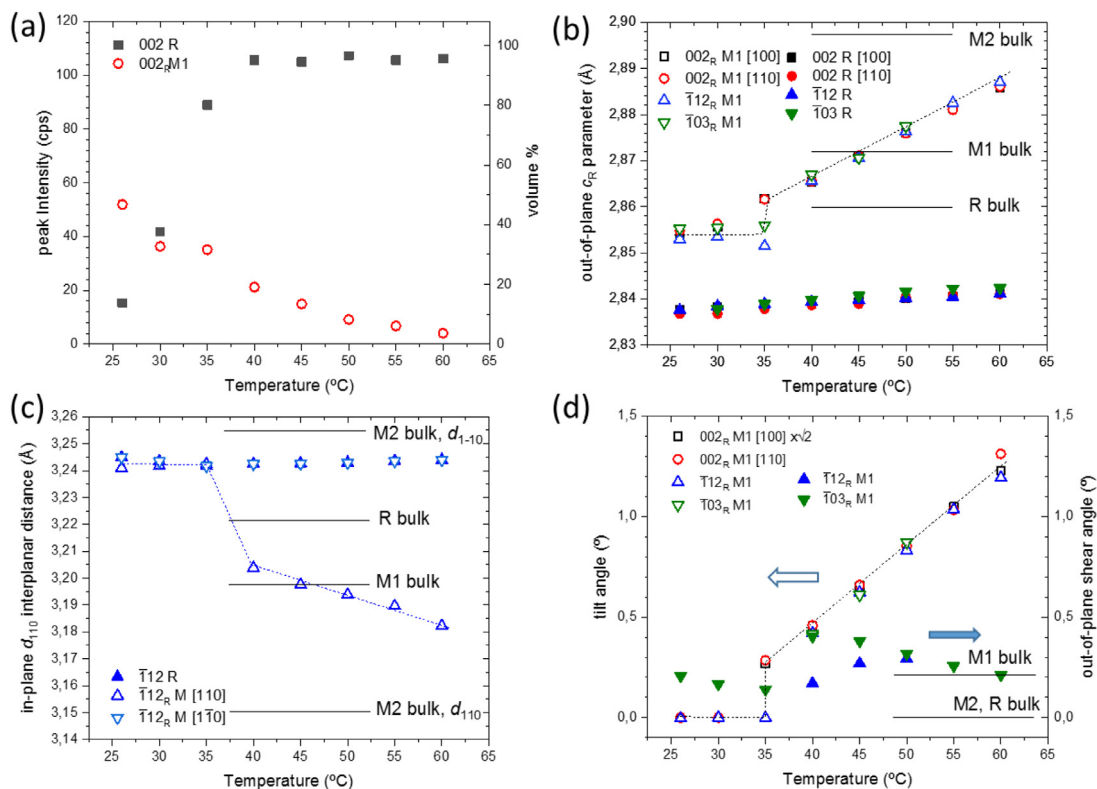 (a)
002 R
002RM1
peak Intensity (cps)
120
100
80
60
40
20
0
volume %
100
80
60
40
20
0
25 30 35 40 45 50 55 60 65
Temperature (ºC)
(b)
002R M1 [100]
002R M1 [110]
1̅12R M1
1̅03R M1
002 R [100]
002 R [110]
1̅12 R
1̅03 R
M2 bulk
M1 bulk
R bulk
out-of-plane cR parameter (Å)
2,90
2,89
2,88
2,87
2,86
2,85
2,84
2,83
25 30 35 40 45 50 55 60 65
Temperature (ºC)
(c)
M2 bulk, d1-10
R bulk
M1 bulk
M2 bulk, d110
1̅12 R
1̅12R M [110]
1̅12R M [11̅0]
in-plane d110 interplanar distance (Å)
3,26
3,25
3,24
3,23
3,22
3,21
3,20
3,19
3,18
3,17
3,16
3,15
3,14
25 30 35 40 45 50 55 60 65
Temperature (ºC)
(d)
002R M1 [100] x√2
002R M1 [110]
1̅12R M1
1̅03R M1
1̅12R M1
1̅03R M1
M1 bulk
M2, R bulk
tilt angle (º)
1,5
1,0
0,5
0,0
out-of-plane shear angle (º)
1,5
1,0
0,5
0,0
25 30 35 40 45 50 55 60 65
Temperature (ºC)